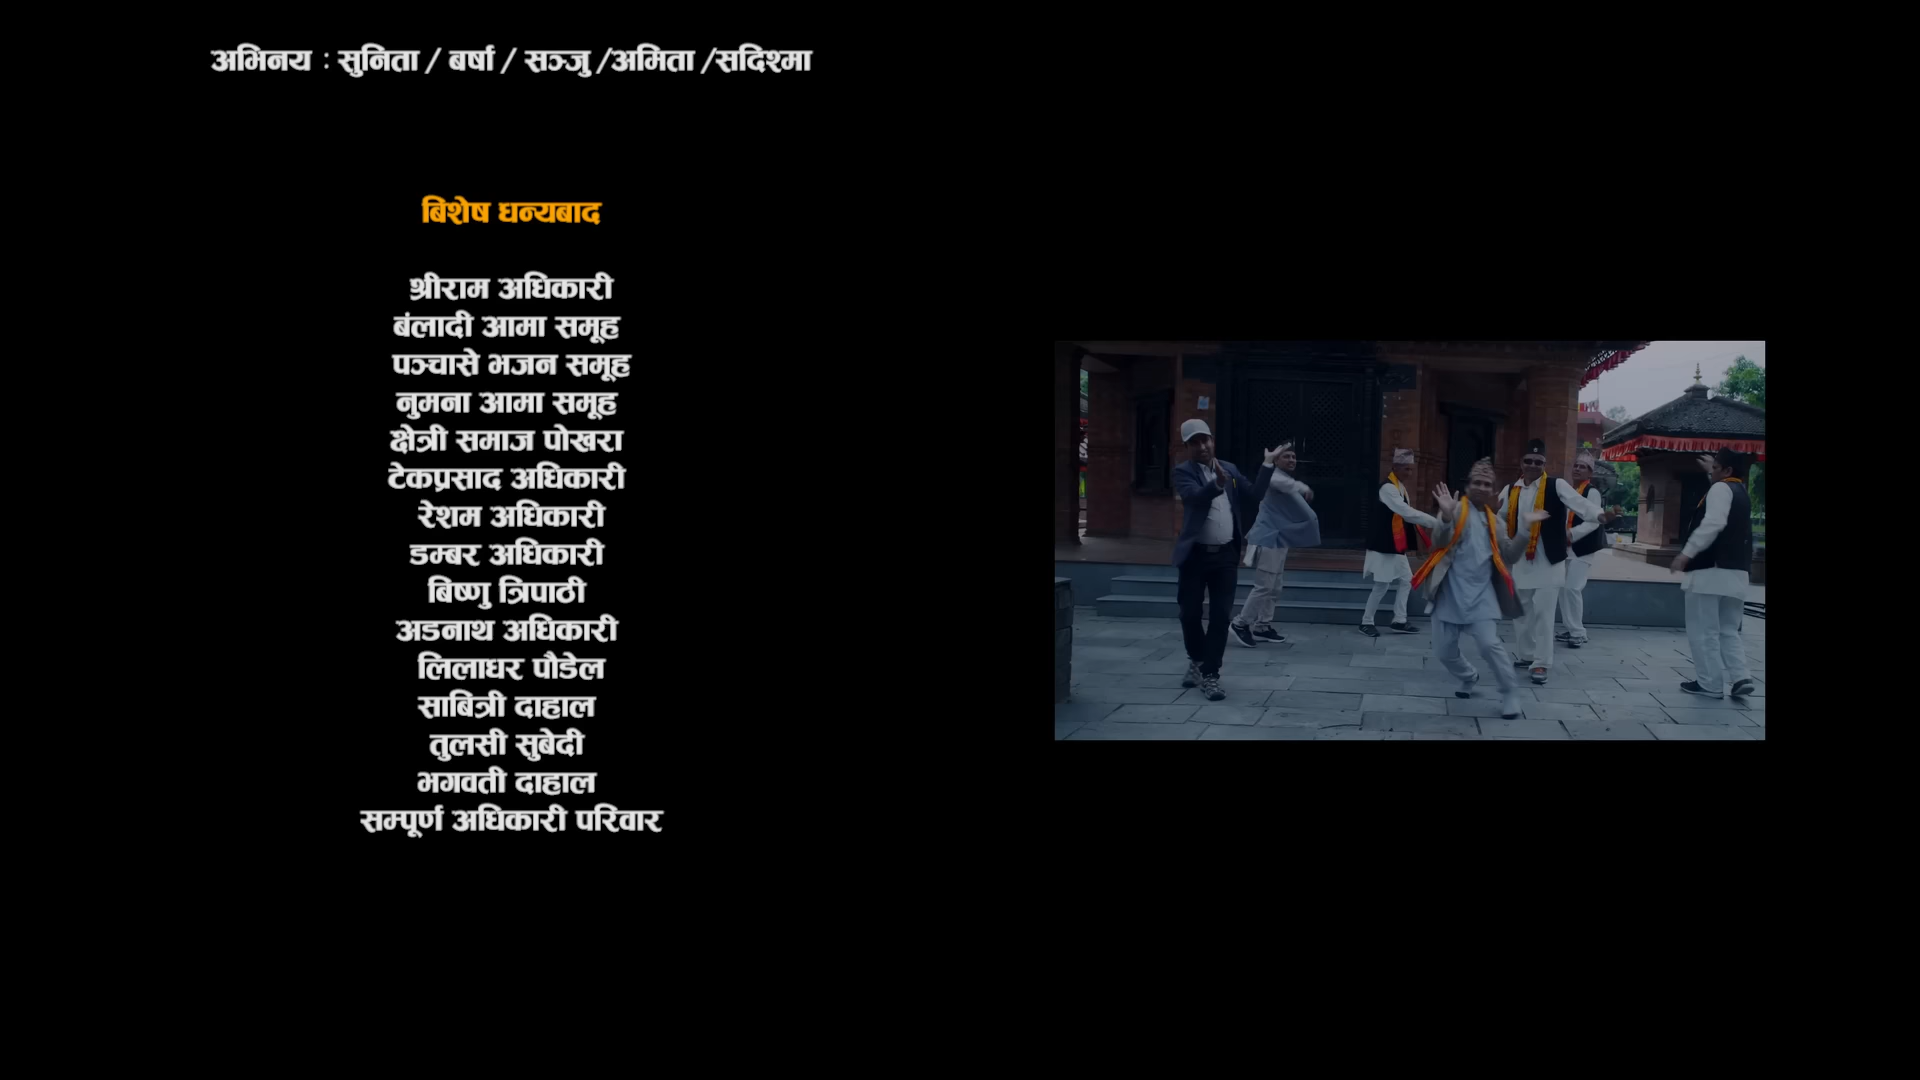 अभिनय : सुनिता / बर्षा / सञ्जु /अमिता /सदिश्मा
बिशेष धन्यबाद
श्रीराम अधिकारी
बंलादी आमा समूह
पञ्चासे भजन समूह
नुमना आमा समूह
क्षेत्री समाज पोखरा
टेकप्रसाद अधिकारी
रेशम अधिकारी
डम्बर अधिकारी
बिष्णु त्रिपाठी
अडनाथ अधिकारी
लिलाधर पौडेल
साबित्री दाहाल
तुलसी सुबेदी
भगवती दाहाल
सम्पूर्ण अधिकारी परिवार